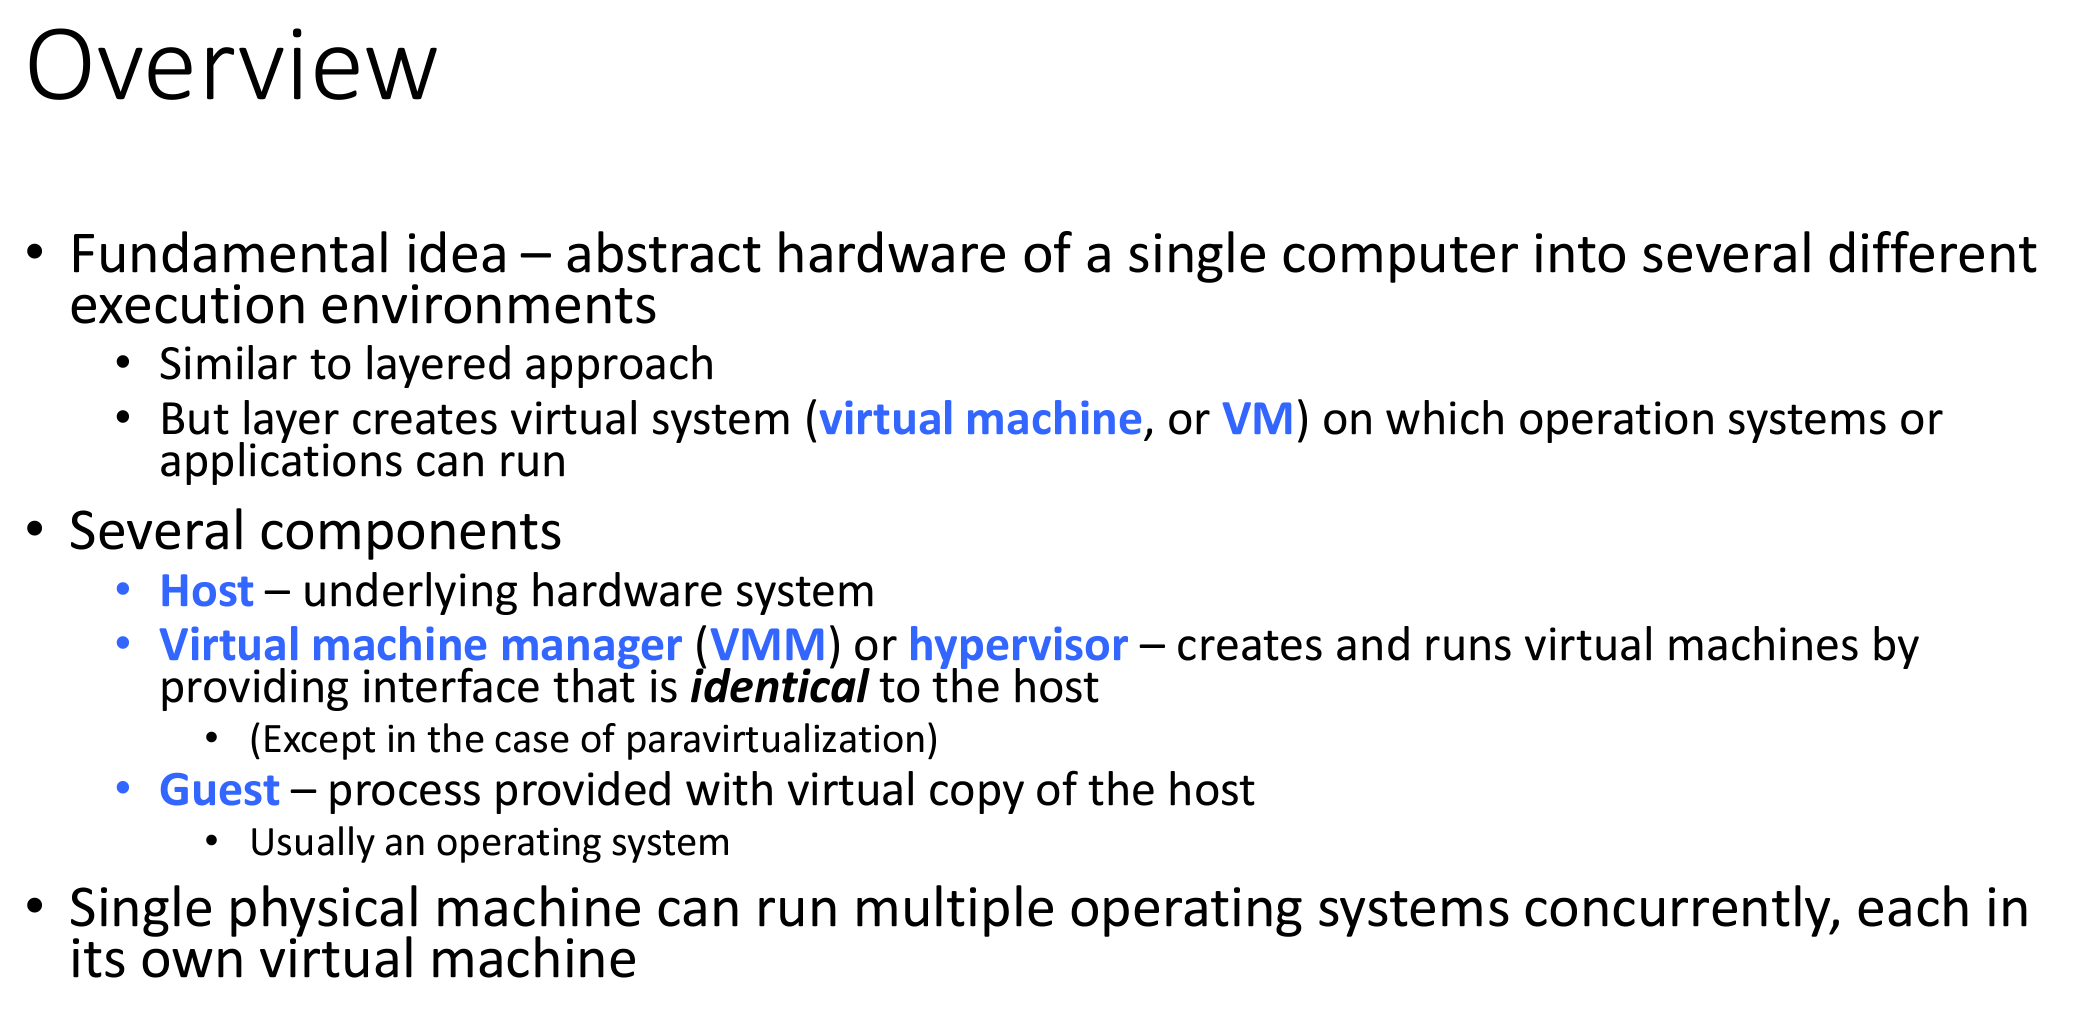 Overview
• Fundamental idea – abstract hardware of a single computer into several different
execution environments
• Similar to layered approach
• But layer creates virtual system (virtual machine, or VM) on which operation systems or
applications can run
• Several components
• Host – underlying hardware system
• Virtual machine manager (VMM) or hypervisor – creates and runs virtual machines by
providing interface that is identical to the host
• (Except in the case of paravirtualization)
• Guest – process provided with virtual copy of the host
• Usually an operating system
• Single physical machine can run multiple operating systems concurrently, each in
its own virtual machine